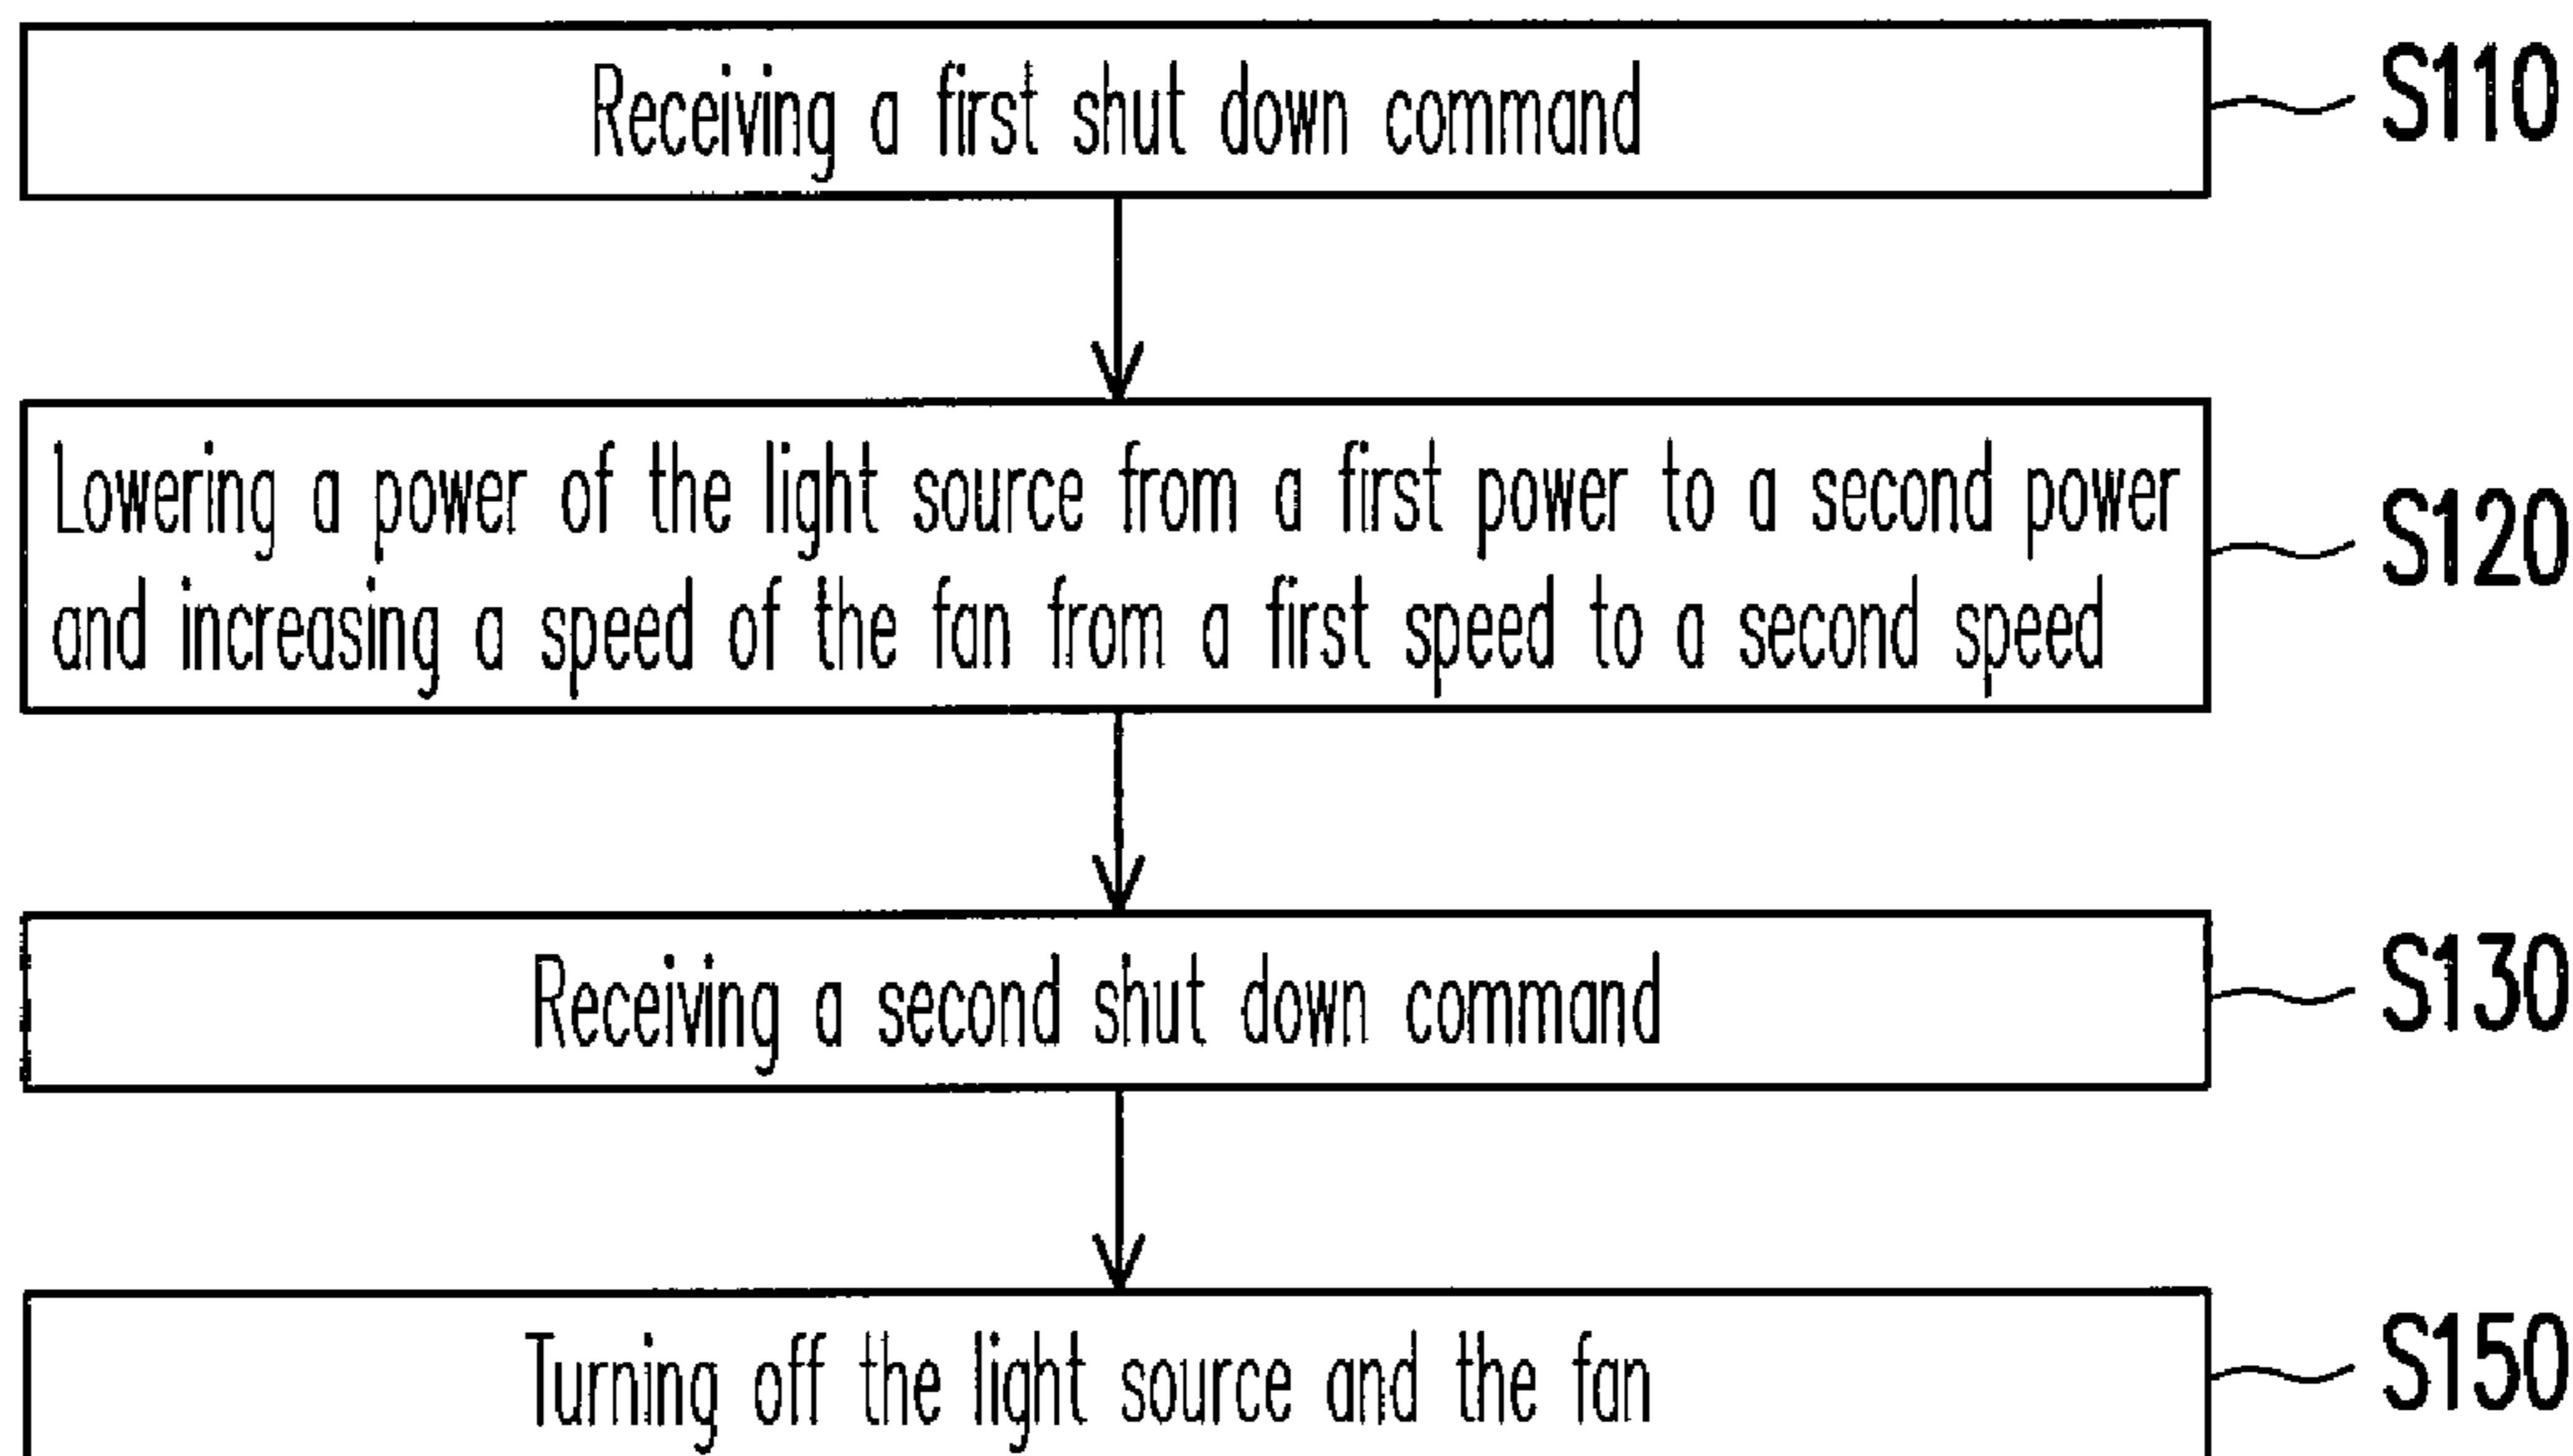 Receiving a first shut down command
S110
Lowering a power of the light source from a first power to a second power
and increasing a speed of the fan from a first speed to a second speed
S120
Receiving a second shut down command
S130
Turning off the light source and the fan
S150